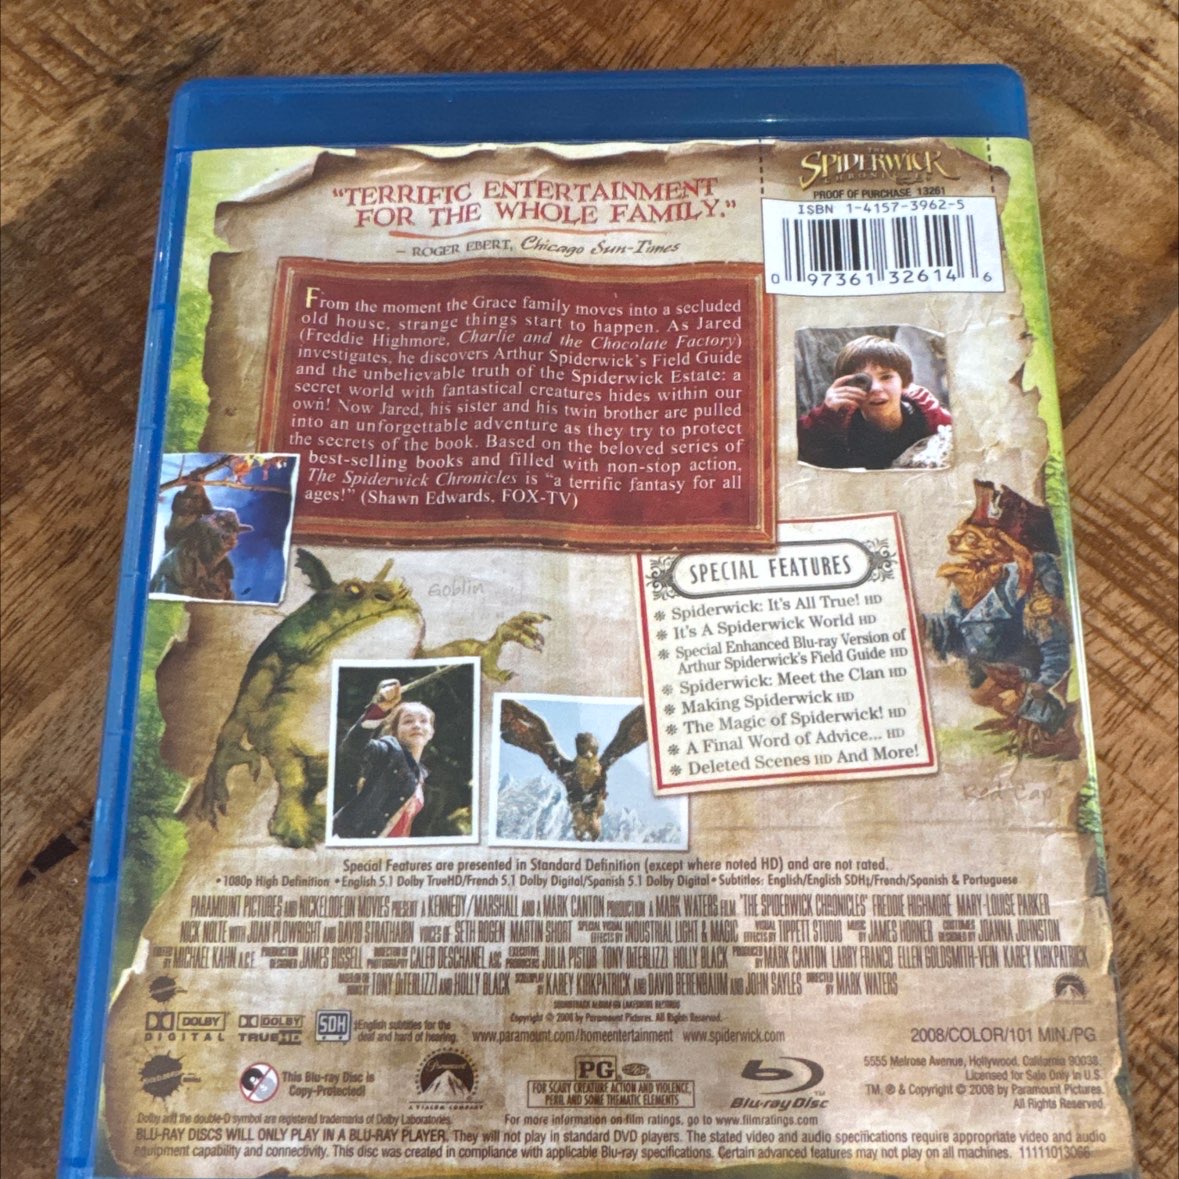 THE
SPIDERWICK
CHRONICLES
PROOF OF PURCHASE 13261
ISBN 1-4157-3962-5
0 97361 32614 6
“TERRIFIC ENTERTAINMENT
FOR THE WHOLE FAMILY.”
– ROGER EBERT, Chicago Sun-Times
From the moment the Grace family moves into a secluded
old house, strange things start to happen. As Jared
(Freddie Highmore, Charlie and the Chocolate Factory)
investigates, he discovers Arthur Spiderwick's Field Guide
and the unbelievable truth of the Spiderwick Estate: a
secret world with fantastical creatures hides within our
own! Now Jared, his sister and his twin brother are pulled
into an unforgettable adventure as they try to protect
the secrets of the book. Based on the beloved series of
best-selling books and filled with non-stop action,
The Spiderwick Chronicles is “a terrific fantasy for all
ages!” (Shawn Edwards, FOX-TV)
Goblin
SPECIAL FEATURES
Spiderwick: It's All True! HD
It's A Spiderwick World HD
Special Enhanced Blu-ray Version of
Arthur Spiderwick's Field Guide HD
Spiderwick: Meet the Clan HD
Making Spiderwick HD
The Magic of Spiderwick! HD
A Final Word of Advice... HD
Deleted Scenes HD And More!
Red Cap
Special Features are presented in Standard Definition (except where noted HD) and are not rated.
• 1080p High Definition • English 5.1 Dolby TrueHD/French 5.1 Dolby Digital/Spanish 5.1 Dolby Digital • Subtitles: English/English SDH‡/French/Spanish & Portuguese
PARAMOUNT PICTURES AND NICKELODEON MOVIES PRESENT A KENNEDY/MARSHALL AND A MARK CANTON PRODUCTION A MARK WATERS FILM "THE SPIDERWICK CHRONICLES" FREDDIE HIGHMORE MARY-LOUISE PARKER
NICK NOLTE WITH JOAN PLOWRIGHT AND DAVID STRATHAIRN VOICES OF SETH ROGEN MARTIN SHORT SPECIAL VISUAL EFFECTS BY INDUSTRIAL LIGHT & MAGIC VISUAL EFFECTS BY TIPPETT STUDIO MUSIC BY JAMES HORNER COSTUMES DESIGNED BY JOANNA JOHNSTON
EDITED BY MICHAEL KAHN A.C.E. PRODUCTION DESIGNER JAMES BISSELL DIRECTOR OF PHOTOGRAPHY CALEB DESCHANEL ASC EXECUTIVE PRODUCERS JULIA PISTOR TONY DiTERLIZZI HOLLY BLACK PRODUCED BY MARK CANTON LARRY FRANCO ELLEN GOLDSMITH-VEIN KAREY KIRKPATRICK
BASED ON THE BOOKS BY TONY DiTERLIZZI AND HOLLY BLACK SCREENPLAY BY KAREY KIRKPATRICK AND DAVID BERENBAUM AND JOHN SAYLES DIRECTED BY MARK WATERS
SOUNDTRACK ALBUM ON LAKESHORE RECORDS
Copyright © 2008 by Paramount Pictures. All Rights Reserved.
DOLBY
DIGITAL
DOLBY
TRUEHD
SDH
‡English subtitles for the
deaf and hard of hearing.
www.paramount.com/homeentertainment www.spiderwick.com
2008/COLOR/101 MIN./PG
This Blu-ray Disc is
Copy-Protected!
Paramount
A VIACOM COMPANY
PG
FOR SCARY CREATURE ACTION AND VIOLENCE,
PERIL AND SOME THEMATIC ELEMENTS
Blu-ray Disc
TM
5555 Melrose Avenue, Hollywood, California 90038.
Licensed for Sale Only in U.S.
TM, ® & Copyright © 2008 by Paramount Pictures.
All Rights Reserved.
Dolby and the double-D symbol are registered trademarks of Dolby Laboratories.
For more information on film ratings, go to www.filmratings.com
BLU-RAY DISCS WILL ONLY PLAY IN A BLU-RAY PLAYER. They will not play in standard DVD players. The stated video and audio specifications require appropriate video and audio
equipment capability and connectivity. This disc was created in compliance with applicable Blu-ray specifications. Certain advanced features may not play on all machines. 11111013066